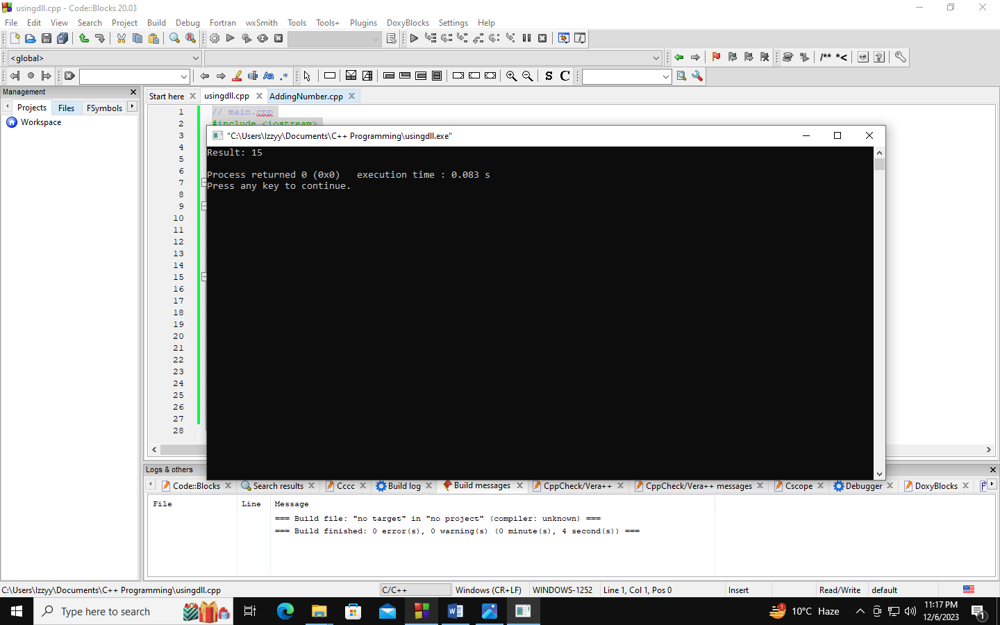 usingdll.cpp - Code::Blocks 20.03
File Edit View Search Project Build Debug Fortran wxSmith Tools Tools+ Plugins DoxyBlocks Settings Help
<global>
/** *<
S C
Management
Projects Files FSymbols
Workspace
Start here usingdll.cpp AddingNumber.cpp
1 // main.cpp
2 #include <iostream>
3
4
5
6
7
8
9
10
11
12
13
14
15
16
17
18
19
20
21
22
23
24
25
26
27
28
"C:\Users\Izzyy\Documents\C++ Programming\usingdll.exe"
Result: 15
Process returned 0 (0x0) execution time : 0.083 s
Press any key to continue.
Logs & others
Code::Blocks Search results Cccc Build log Build messages CppCheck/Vera++ CppCheck/Vera++ messages Cscope Debugger DoxyBlocks F
File Line Message
=== Build file: "no target" in "no project" (compiler: unknown) ===
=== Build finished: 0 error(s), 0 warning(s) (0 minute(s), 4 second(s)) ===
C:\Users\Izzyy\Documents\C++ Programming\usingdll.cpp C/C++ Windows (CR+LF) WINDOWS-1252 Line 1, Col 1, Pos 0 Insert Read/Write default
Type here to search
1 10°C Haze
11:17 PM
12/6/2023
1